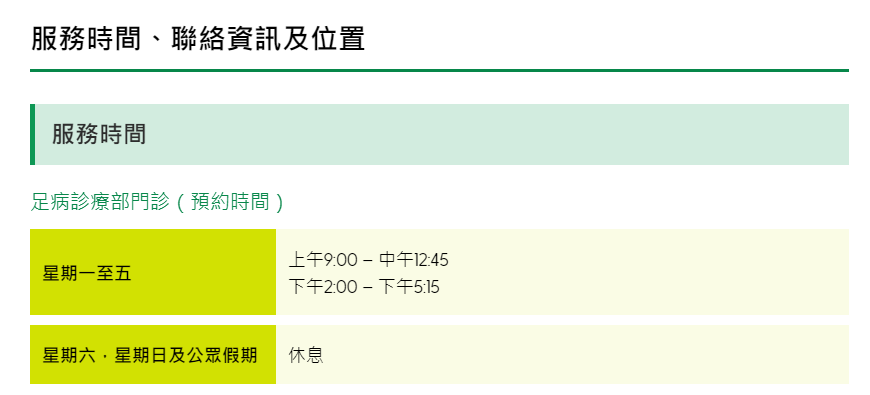 服務時間、聯絡資訊及位置
服務時間
足病診療部門診（預約時間）
星期一至五
上午9:00 – 中午12:45
下午2:00 – 下午5:15
星期六，星期日及公眾假期
休息